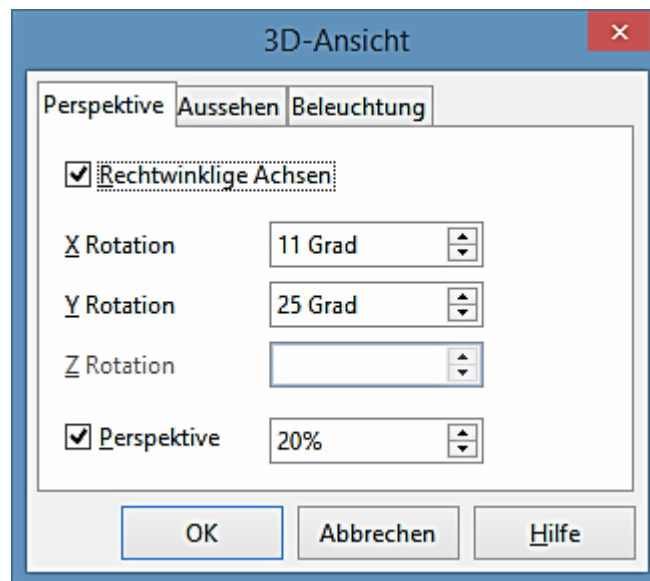 3D-Ansicht
Perspektive Aussehen Beleuchtung
Rechtwinklige Achsen
X Rotation 11 Grad
Y Rotation 25 Grad
Z Rotation
Perspektive 20%
OK Abbrechen Hilfe